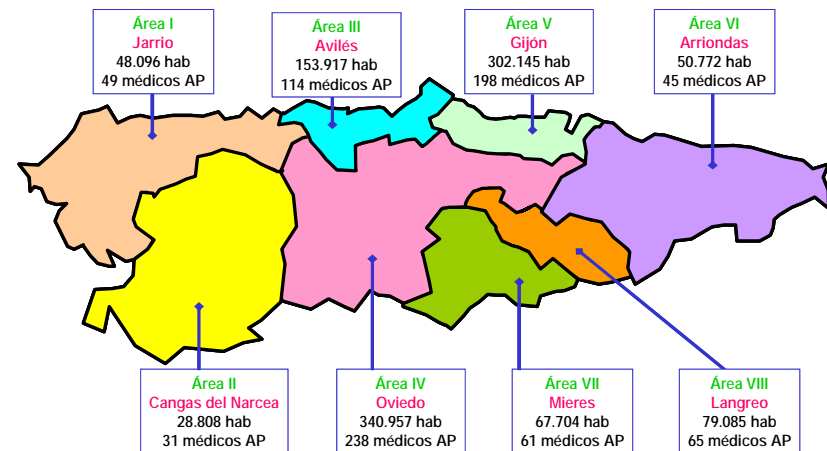 Área I
Jarrio
48.096 hab
49 médicos AP
Área III
Avilés
153.917 hab
114 médicos AP
Área V
Gijón
302.145 hab
198 médicos AP
Área VI
Arriondas
50.772 hab
45 médicos AP
Área II
Cangas del Narcea
28.808 hab
31 médicos AP
Área IV
Oviedo
340.957 hab
238 médicos AP
Área VII
Mieres
67.704 hab
61 médicos AP
Área VIII
Langreo
79.085 hab
65 médicos AP